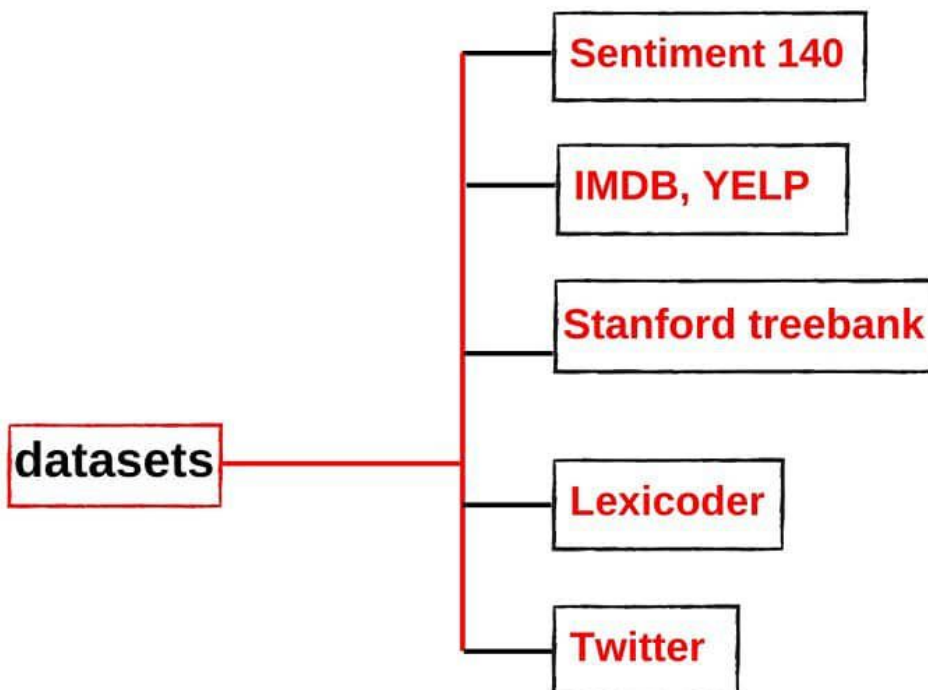 Sentiment 140
IMDB, YELP
Stanford treebank
datasets
Lexicoder
Twitter